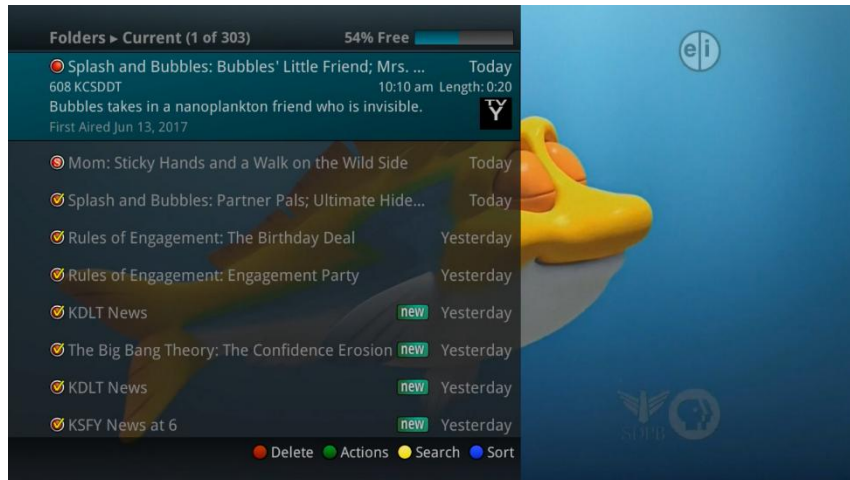 Folders ▸ Current (1 of 303) 54% Free
Splash and Bubbles: Bubbles' Little Friend; Mrs. ... Today
608 KCSDDT 10:10 am Length: 0:20
Bubbles takes in a nanoplankton friend who is invisible.
TV Y
First Aired Jun 13, 2017
S Mom: Sticky Hands and a Walk on the Wild Side Today
Splash and Bubbles: Partner Pals; Ultimate Hide... Today
Rules of Engagement: The Birthday Deal Yesterday
Rules of Engagement: Engagement Party Yesterday
KDLT News new Yesterday
The Big Bang Theory: The Confidence Erosion new Yesterday
KDLT News new Yesterday
KSFY News at 6 new Yesterday
Delete Actions Search Sort
e/i
SDPB